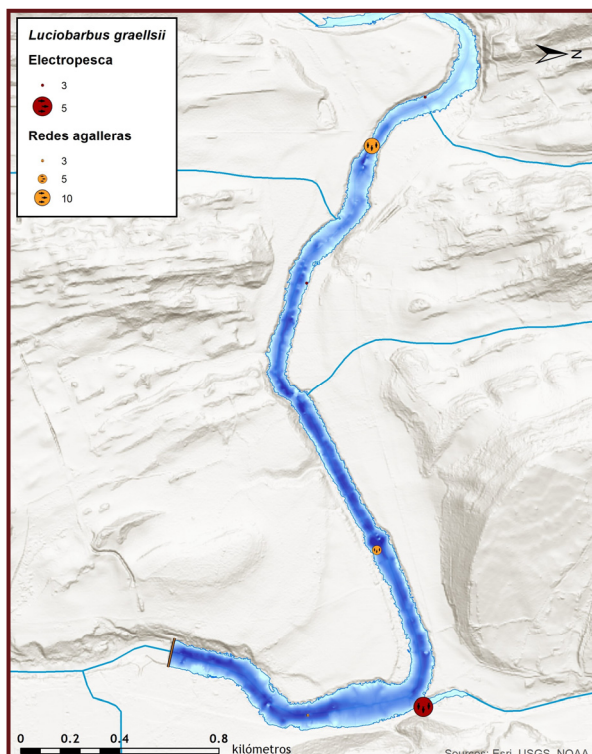 Luciobarbus graellsii
Electropesca
3
5
Redes agalleras
3
5
10
N
0 0.2 0.4 0.8
kilómetros
Sources: Esri, USGS, NOAA